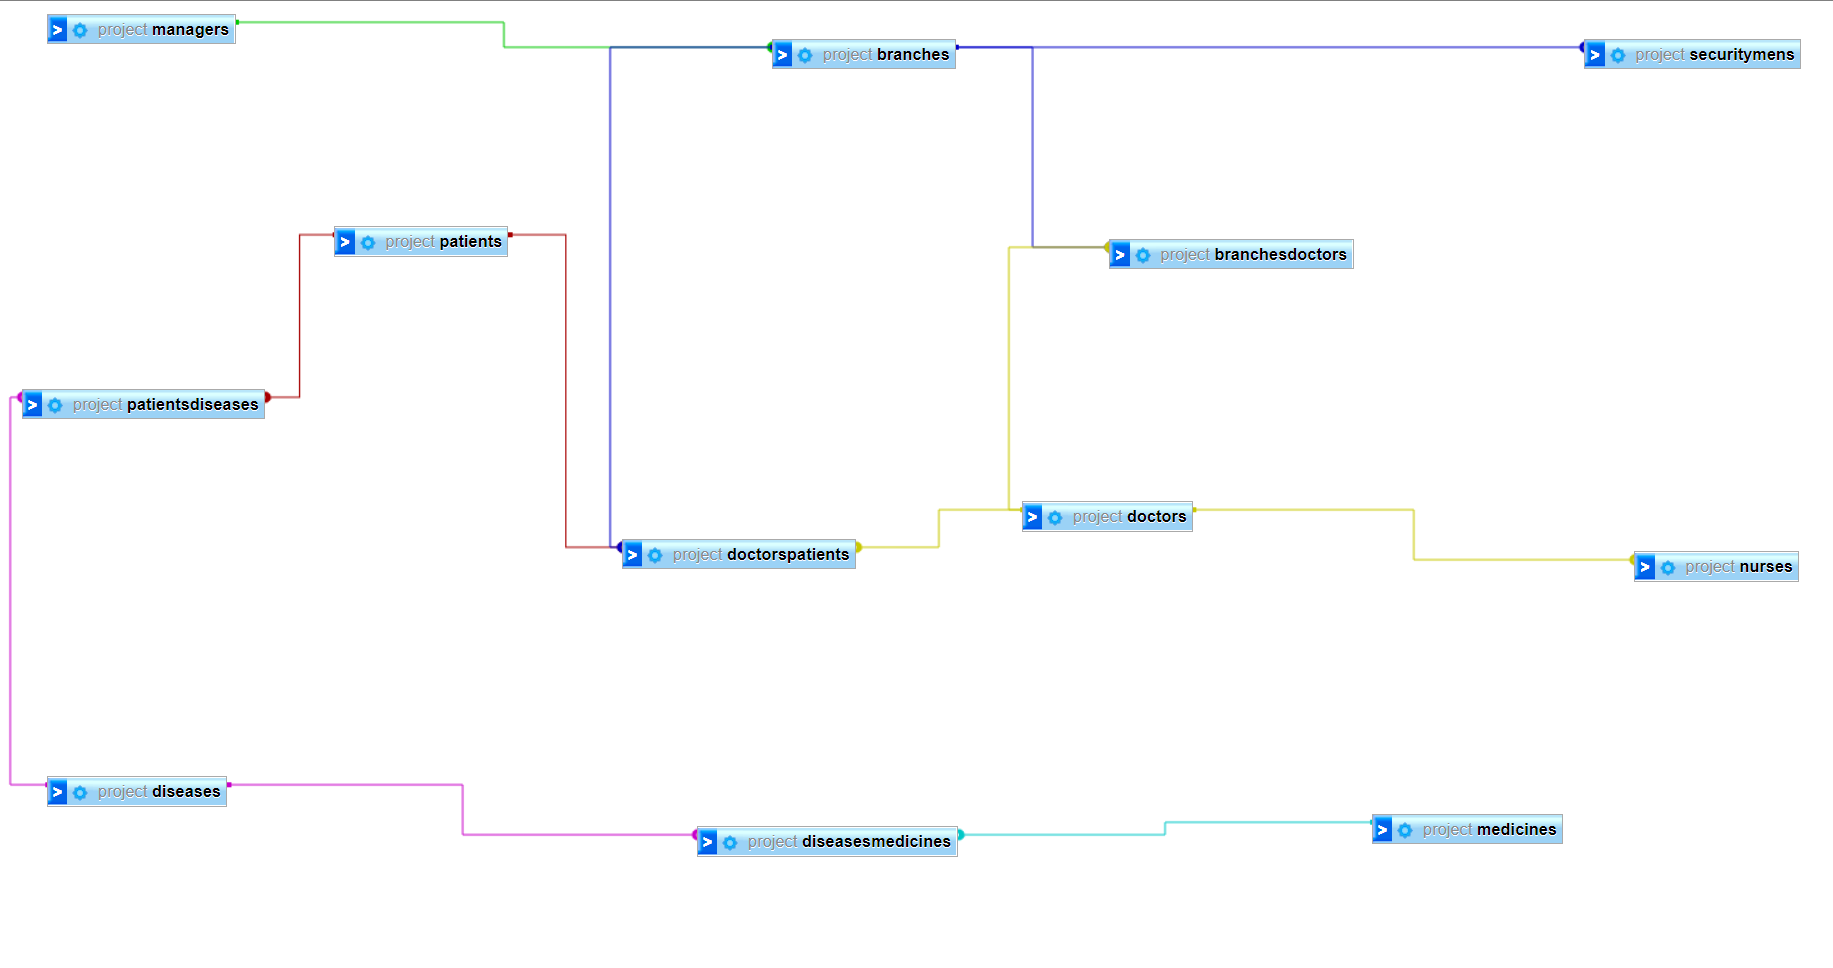 project managers
project branches
project securitymens
project patients
project branchesdoctors
project patientsdiseases
project doctors
project doctorspatients
project nurses
project diseases
project medicines
project diseasesmedicines